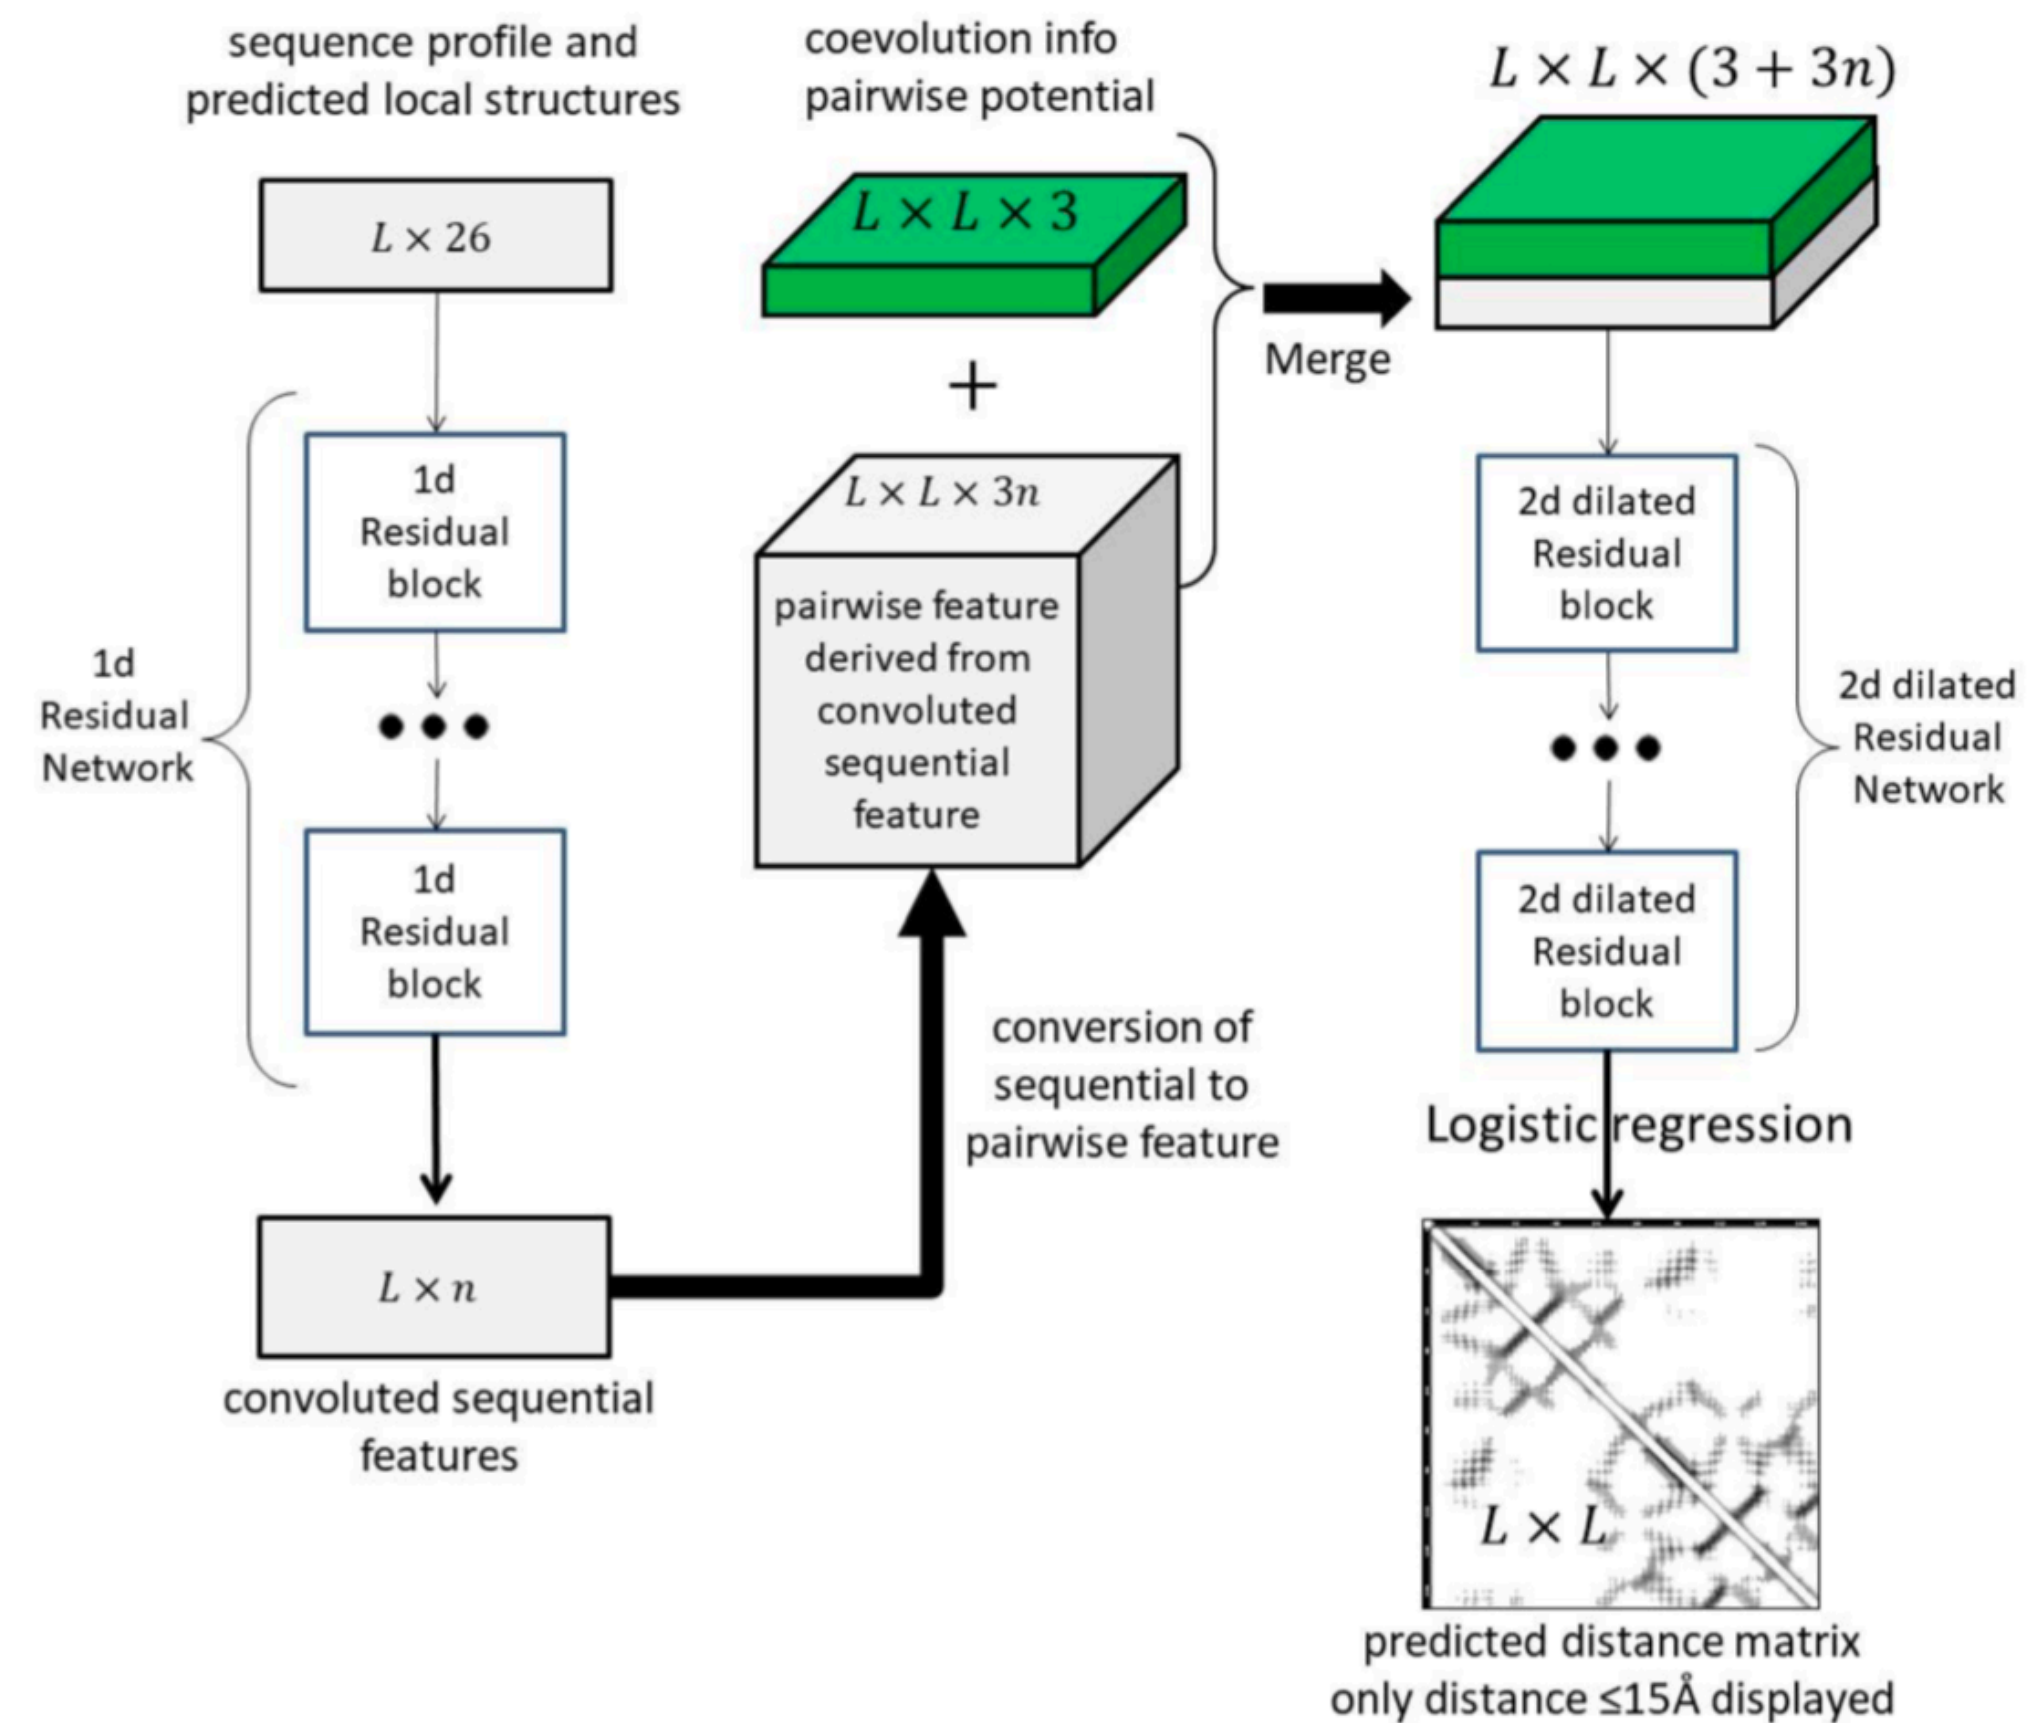 sequence profile and
predicted local structures
L × 26
1d
Residual
block
1d
Residual
Network
1d
Residual
block
L × n
convoluted sequential
features
coevolution info
pairwise potential
L × L × 3
+
L × L × 3n
pairwise feature
derived from
convoluted
sequential
feature
conversion of
sequential to
pairwise feature
Merge
L × L × (3 + 3n)
2d dilated
Residual
block
2d dilated
Residual
Network
2d dilated
Residual
block
Logistic regression
L × L
predicted distance matrix
only distance ≤15Å displayed